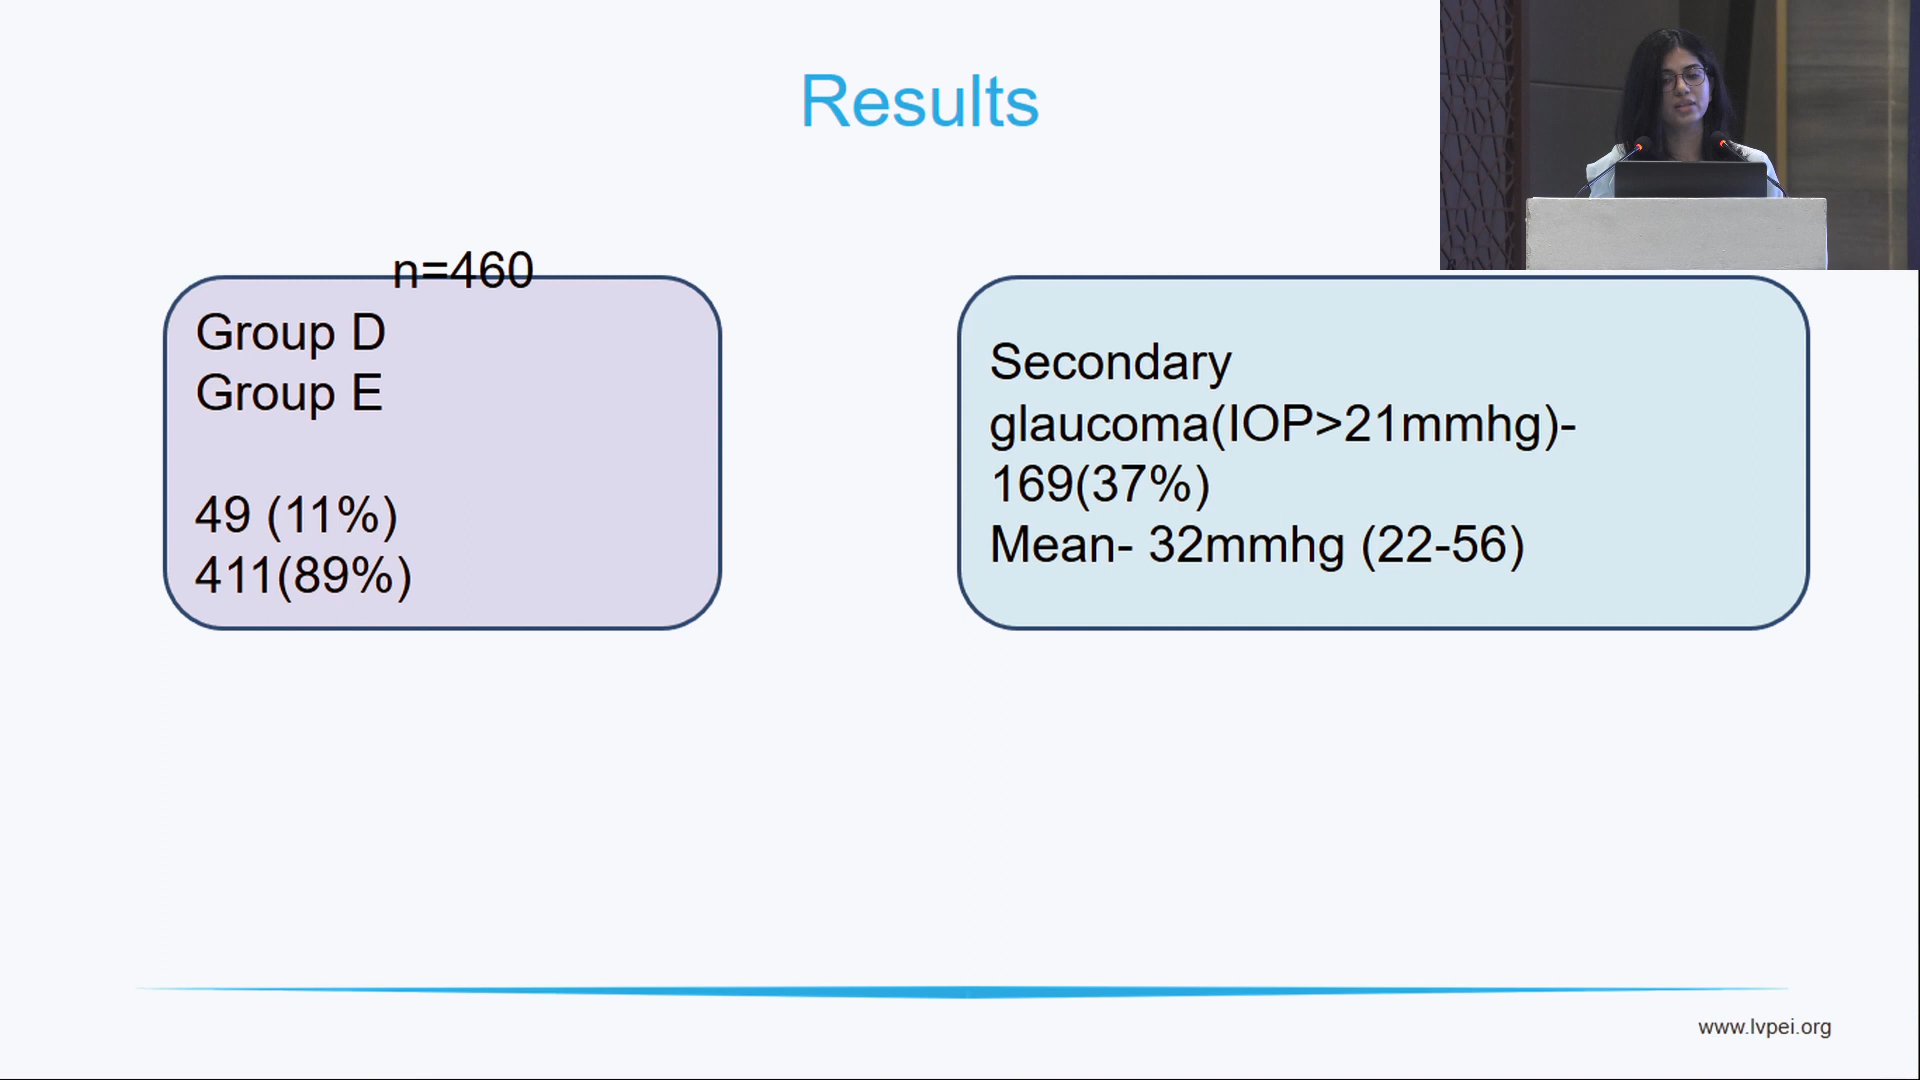 Results
n=460
Group D
Group E
49 (11%)
411(89%)
Secondary
glaucoma(IOP>21mmhg)-
169(37%)
Mean- 32mmhg (22-56)
www.lvpei.org